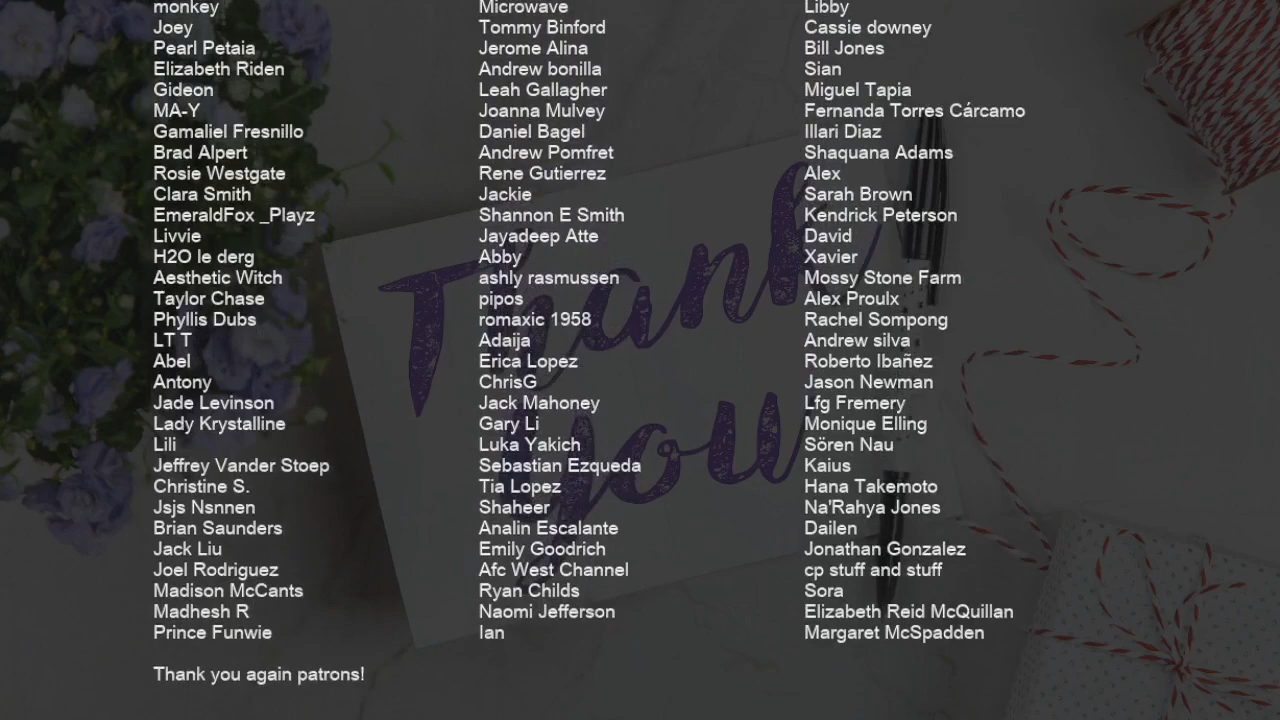 monkey
Joey
Pearl Petaia
Elizabeth Riden
Gideon
MA-Y
Gamaliel Fresnillo
Brad Alpert
Rosie Westgate
Clara Smith
EmeraldFox _Playz
Livvie
H2O le derg
Aesthetic Witch
Taylor Chase
Phyllis Dubs
LT T
Abel
Antony
Jade Levinson
Lady Krystalline
Lili
Jeffrey Vander Stoep
Christine S.
Jsjs Nsnnen
Brian Saunders
Jack Liu
Joel Rodriguez
Madison McCants
Madhesh R
Prince Funwie
Microwave
Tommy Binford
Jerome Alina
Andrew bonilla
Leah Gallagher
Joanna Mulvey
Daniel Bagel
Andrew Pomfret
Rene Gutierrez
Jackie
Shannon E Smith
Jayadeep Atte
Abby
ashly rasmussen
pipos
romaxic 1958
Adaija
Erica Lopez
ChrisG
Jack Mahoney
Gary Li
Luka Yakich
Sebastian Ezqueda
Tia Lopez
Shaheer
Analin Escalante
Emily Goodrich
Afc West Channel
Ryan Childs
Naomi Jefferson
Ian
Libby
Cassie downey
Bill Jones
Sian
Miguel Tapia
Fernanda Torres Cárcamo
Illari Diaz
Shaquana Adams
Alex
Sarah Brown
Kendrick Peterson
David
Xavier
Mossy Stone Farm
Alex Proulx
Rachel Sompong
Andrew silva
Roberto Ibañez
Jason Newman
Lfg Fremery
Monique Elling
Sören Nau
Kaius
Hana Takemoto
Na'Rahya Jones
Dailen
Jonathan Gonzalez
cp stuff and stuff
Sora
Elizabeth Reid McQuillan
Margaret McSpadden
Thank you again patrons!
Thank
you